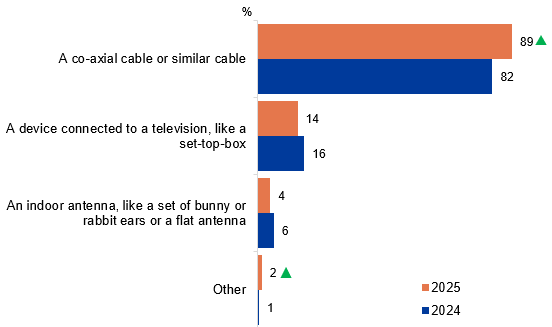 %
A co-axial cable or similar cable
89
82
A device connected to a television, like a
set-top-box
14
16
An indoor antenna, like a set of bunny or
rabbit ears or a flat antenna
4
6
Other
2
1
2025
2024